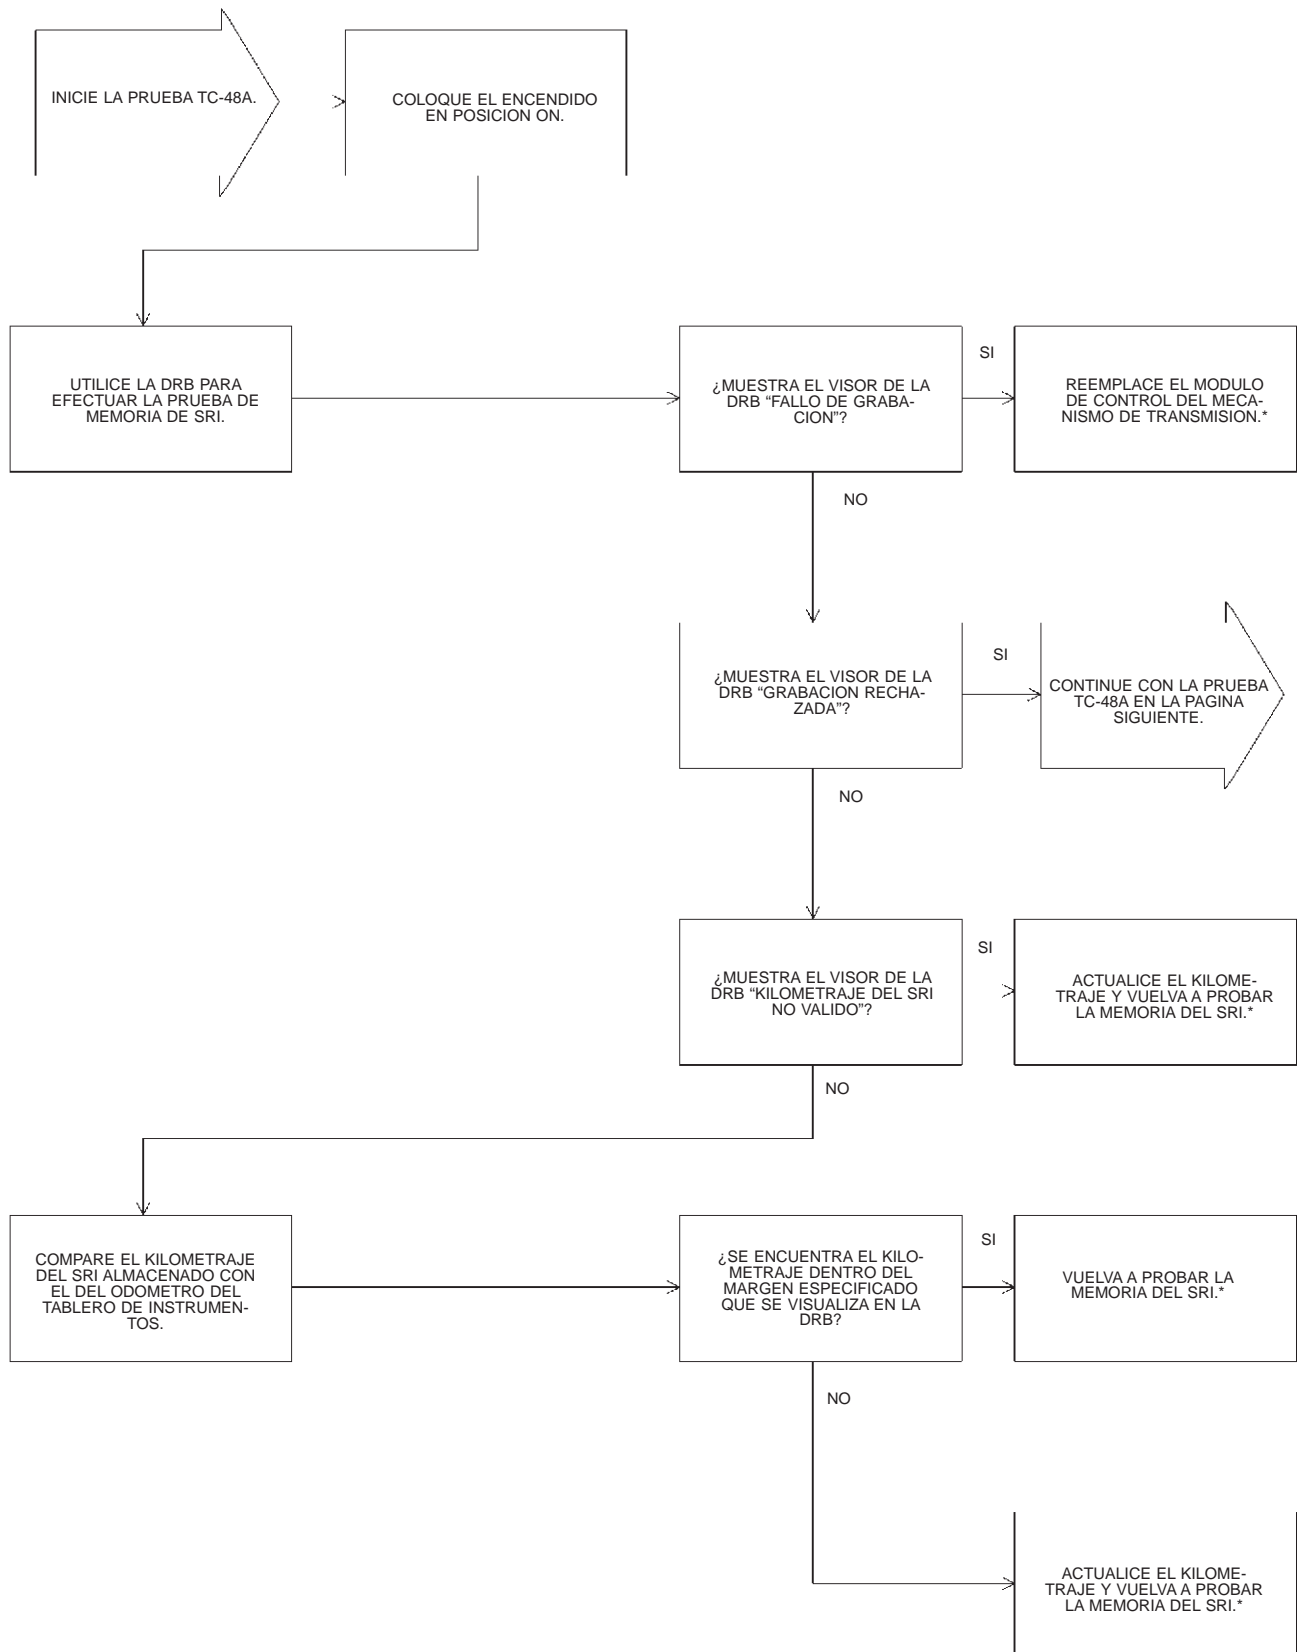 INICIE LA PRUEBA TC-48A.
COLOQUE EL ENCENDIDO
EN POSICION ON.
UTILICE LA DRB PARA
EFECTUAR LA PRUEBA DE
MEMORIA DE SRI.
¿MUESTRA EL VISOR DE LA
DRB “FALLO DE GRABA-
CION”?
SI
REEMPLACE EL MODULO
DE CONTROL DEL MECA-
NISMO DE TRANSMISION.*
NO
¿MUESTRA EL VISOR DE LA
DRB “GRABACION RECHA-
ZADA”?
SI
CONTINUE CON LA PRUEBA
TC-48A EN LA PAGINA
SIGUIENTE.
NO
¿MUESTRA EL VISOR DE LA
DRB “KILOMETRAJE DEL SRI
NO VALIDO”?
SI
ACTUALICE EL KILOME-
TRAJE Y VUELVA A PROBAR
LA MEMORIA DEL SRI.*
NO
COMPARE EL KILOMETRAJE
DEL SRI ALMACENADO CON
EL DEL ODOMETRO DEL
TABLERO DE INSTRUMEN-
TOS.
¿SE ENCUENTRA EL KILO-
METRAJE DENTRO DEL
MARGEN ESPECIFICADO
QUE SE VISUALIZA EN LA
DRB?
SI
VUELVA A PROBAR LA
MEMORIA DEL SRI.*
NO
ACTUALICE EL KILOME-
TRAJE Y VUELVA A PROBAR
LA MEMORIA DEL SRI.*